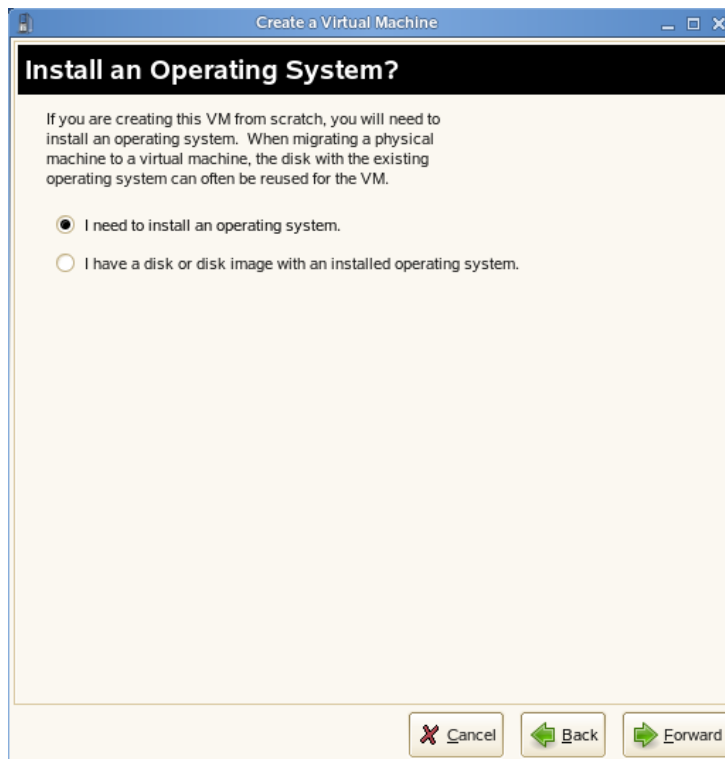 Create a Virtual Machine
Install an Operating System?
If you are creating this VM from scratch, you will need to
install an operating system.  When migrating a physical
machine to a virtual machine, the disk with the existing
operating system can often be reused for the VM.
I need to install an operating system.
I have a disk or disk image with an installed operating system.
Cancel Back Forward